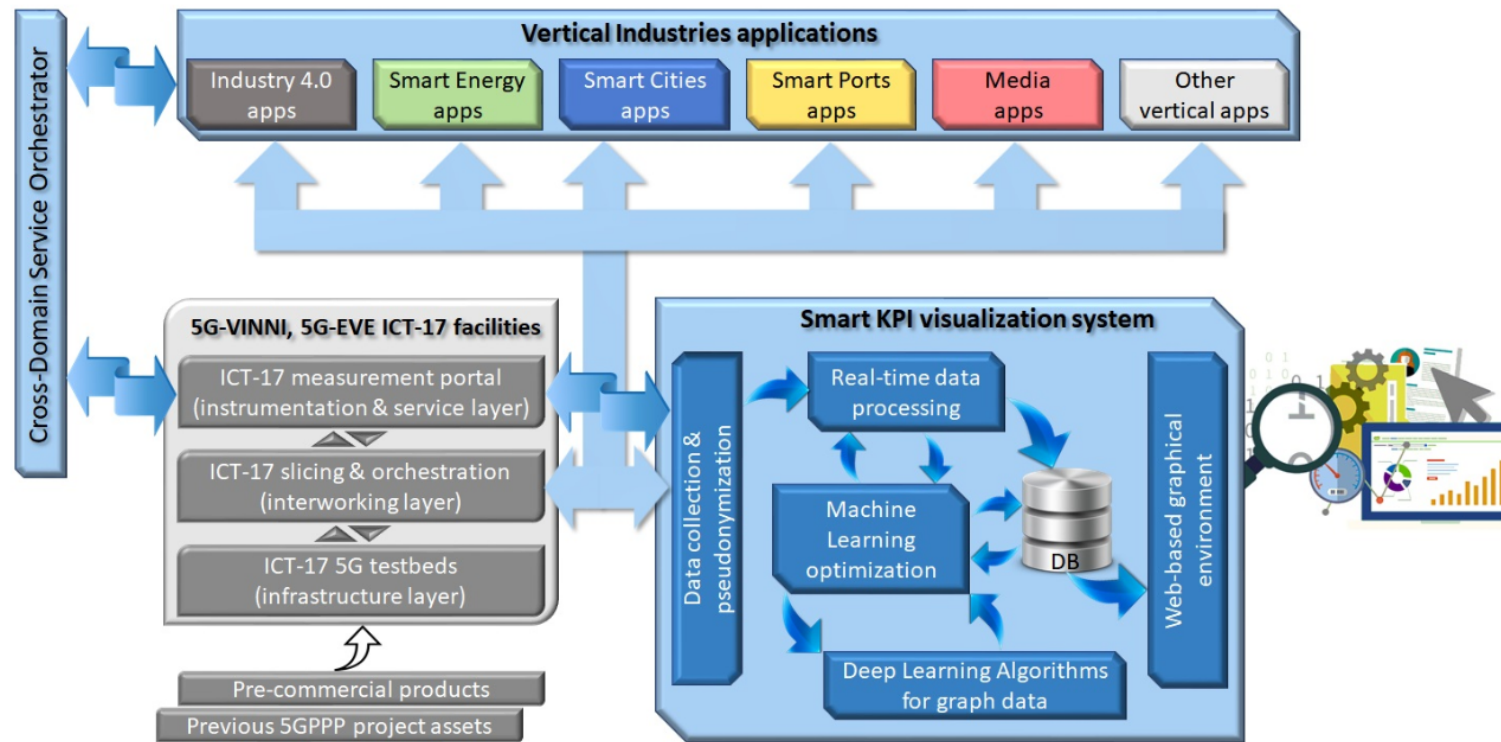 Cross-Domain Service Orchestrator
Vertical Industries applications
Industry 4.0
apps
Smart Energy
apps
Smart Cities
apps
Smart Ports
apps
Media
apps
Other
vertical apps
5G-VINNI, 5G-EVE ICT-17 facilities
ICT-17 measurement portal
(instrumentation & service layer)
ICT-17 slicing & orchestration
(interworking layer)
ICT-17 5G testbeds
(infrastructure layer)
Pre-commercial products
Previous 5GPPP project assets
Smart KPI visualization system
Data collection &
pseudonymization
Real-time data
processing
Machine
Learning
optimization
DB
Deep Learning Algorithms
for graph data
Web-based graphical
environment